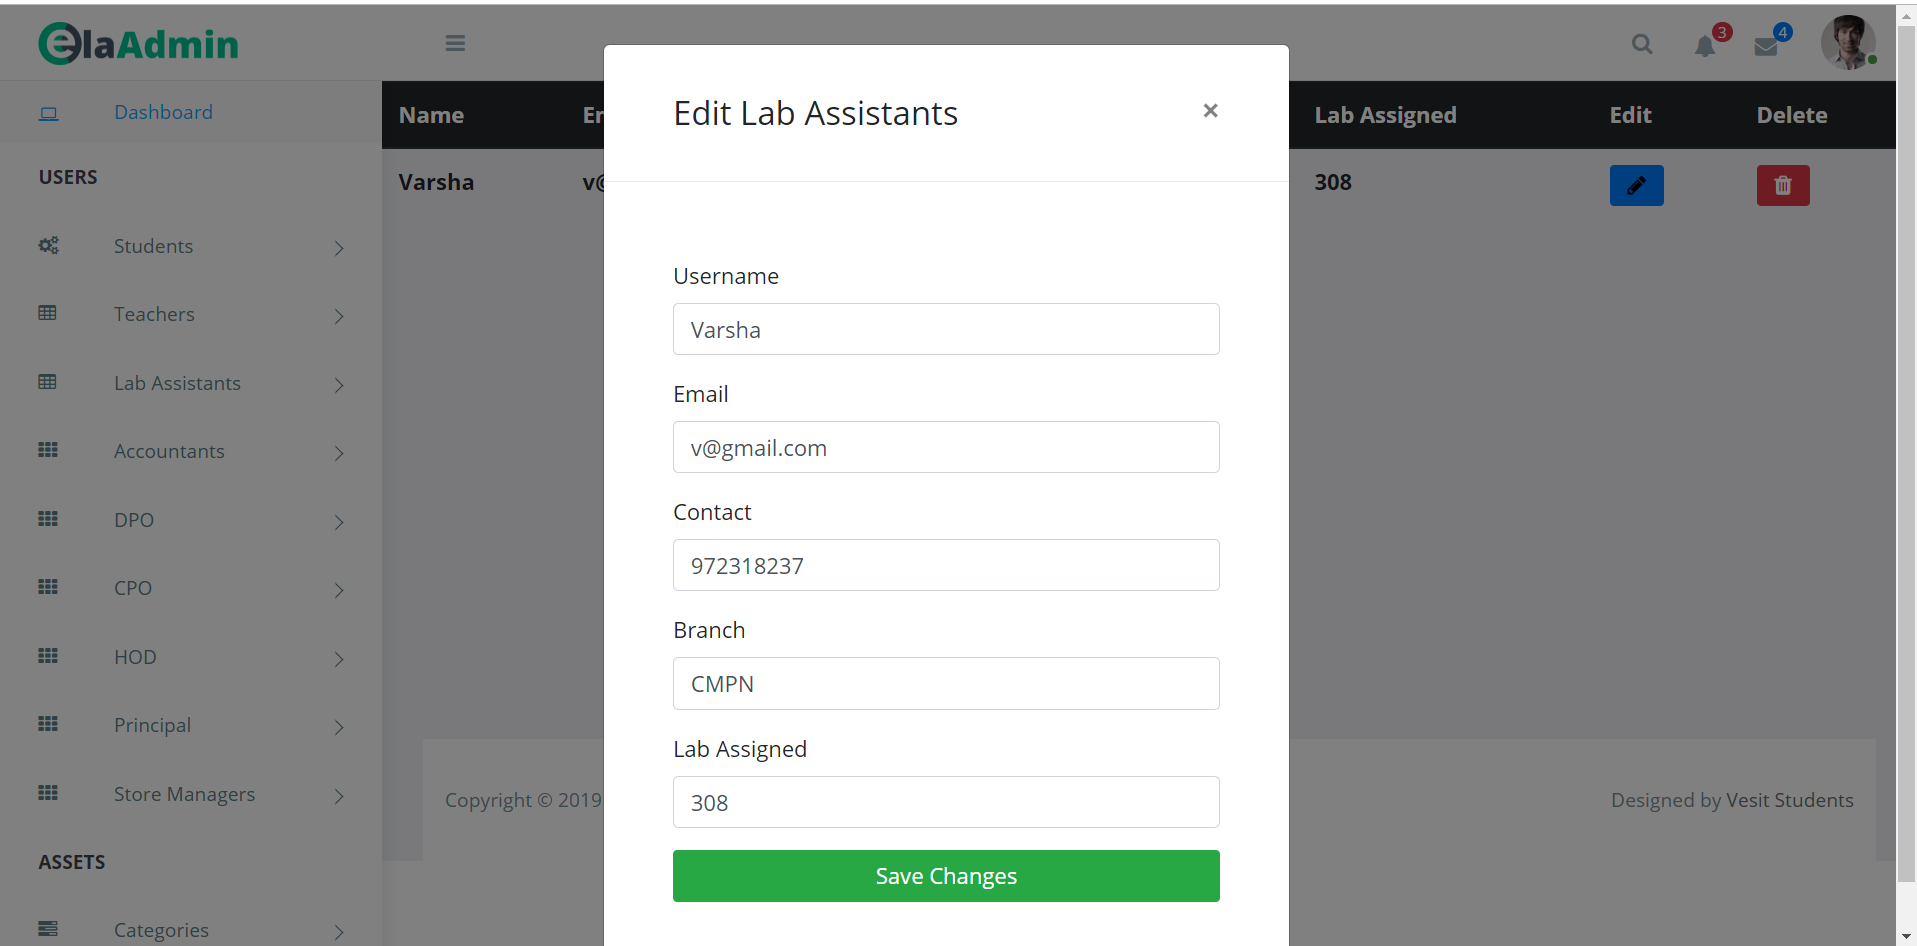 elaAdmin
3
4
Dashboard
USERS
Students
Teachers
Lab Assistants
Accountants
DPO
CPO
HOD
Principal
Store Managers
ASSETS
Categories
Name
Lab Assigned
Edit
Delete
Varsha
v@
308
Edit Lab Assistants
×
Username
Varsha
Email
v@gmail.com
Contact
972318237
Branch
CMPN
Lab Assigned
308
Save Changes
Copyright © 2019
Designed by Vesit Students